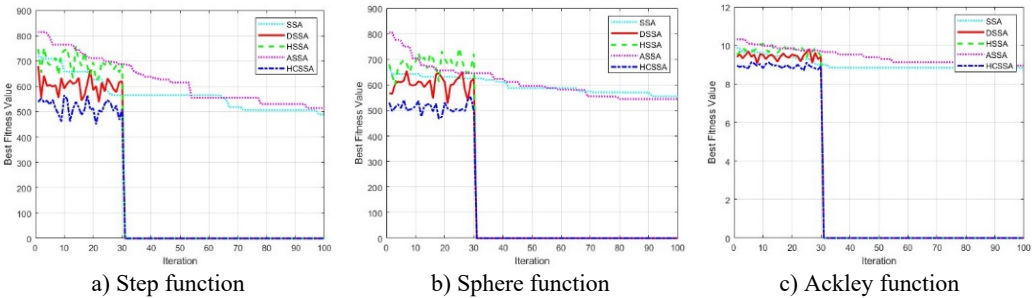 900
800
700
600
500
400
300
200
100
0
0 10 20 30 40 50 60 70 80 90 100
Best Fitness Value
Iteration
SSA
DSSA
HSSA
ASSA
HCSSA
a) Step function
900
800
700
600
500
400
300
200
100
0
0 10 20 30 40 50 60 70 80 90 100
Best Fitness Value
Iteration
SSA
DSSA
HSSA
ASSA
HCSSA
b) Sphere function
12
10
8
6
4
2
0
0 10 20 30 40 50 60 70 80 90 100
Best Fitness Value
Iteration
SSA
DSSA
HSSA
ASSA
HCSSA
c) Ackley function